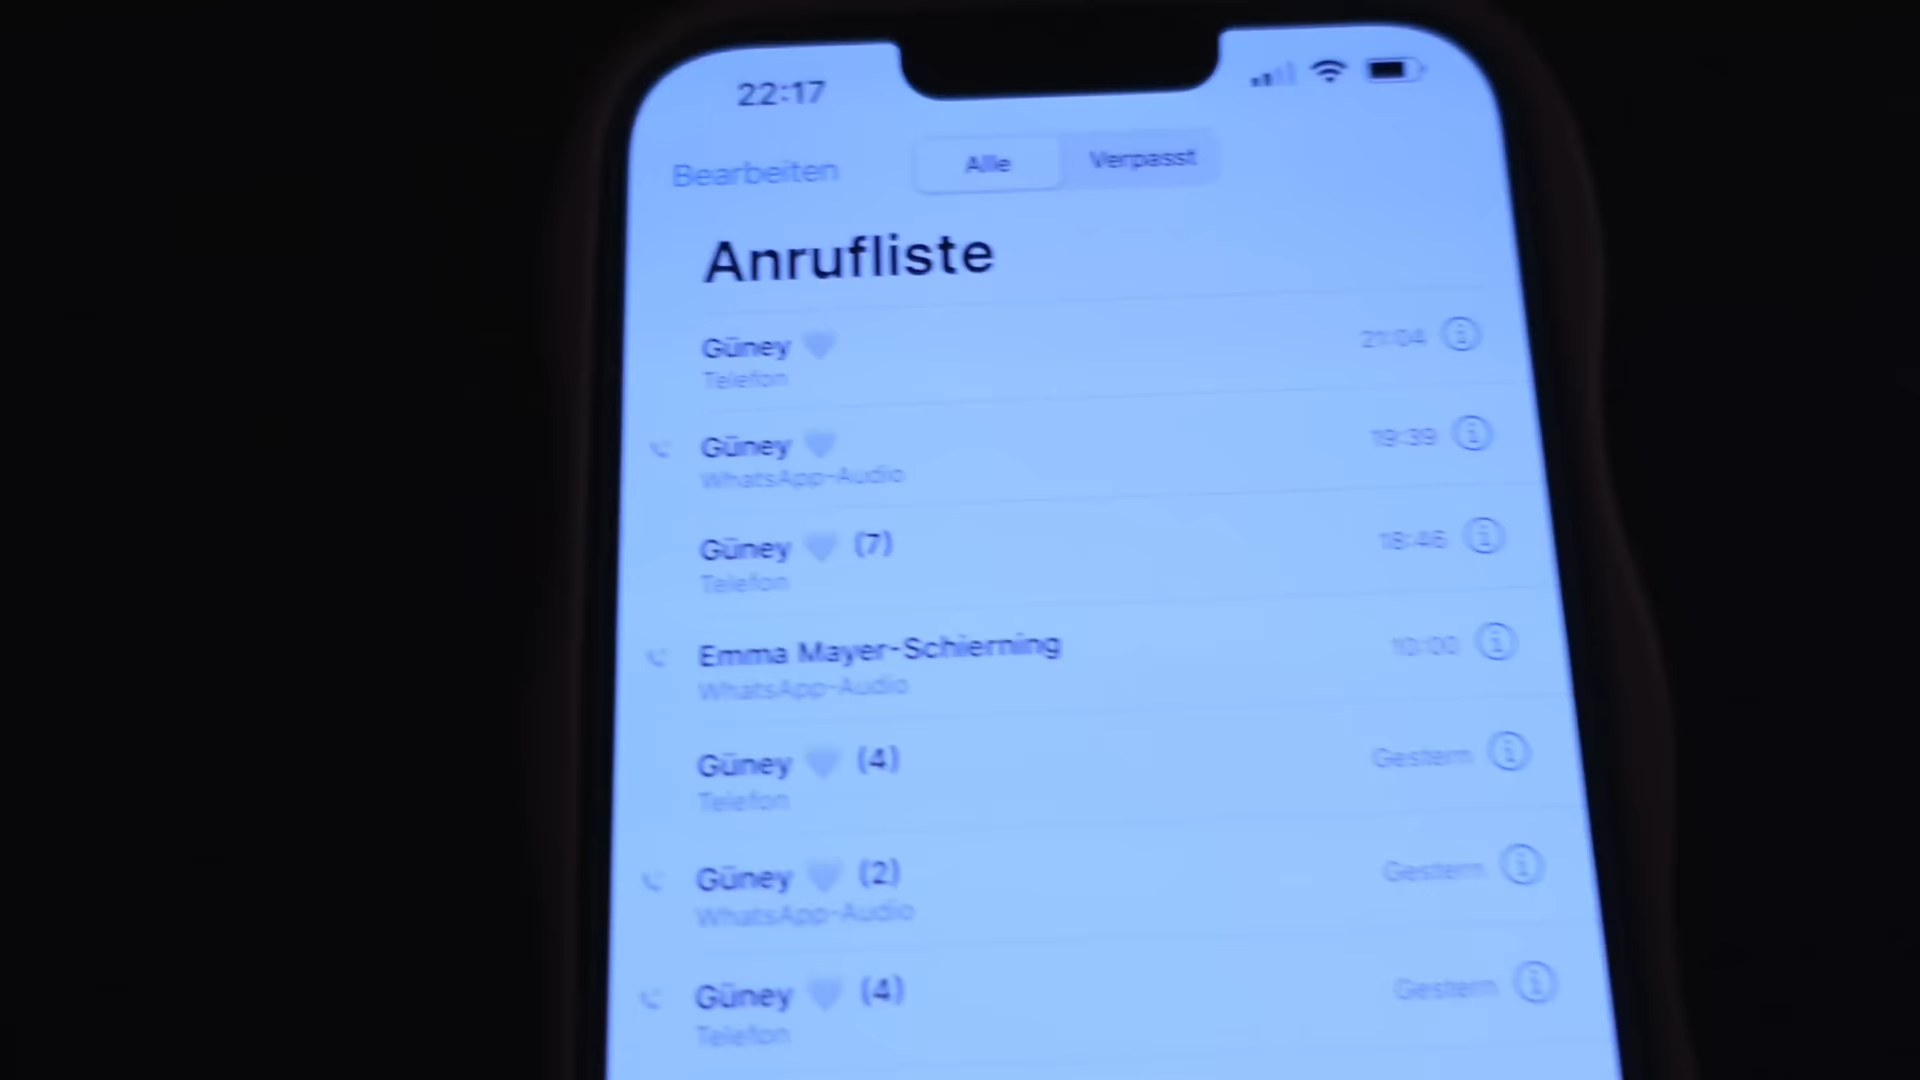 22:17
Bearbeiten Alle Verpasst
Anrufliste
Güney 21:04
Telefon
Güney 19:39
WhatsApp-Audio
Güney (7) 18:46
Telefon
Emma Mayer-Schierning 10:00
WhatsApp-Audio
Güney (4) Gestern
Telefon
Güney (2) Gestern
WhatsApp-Audio
Güney (4) Gestern
Telefon